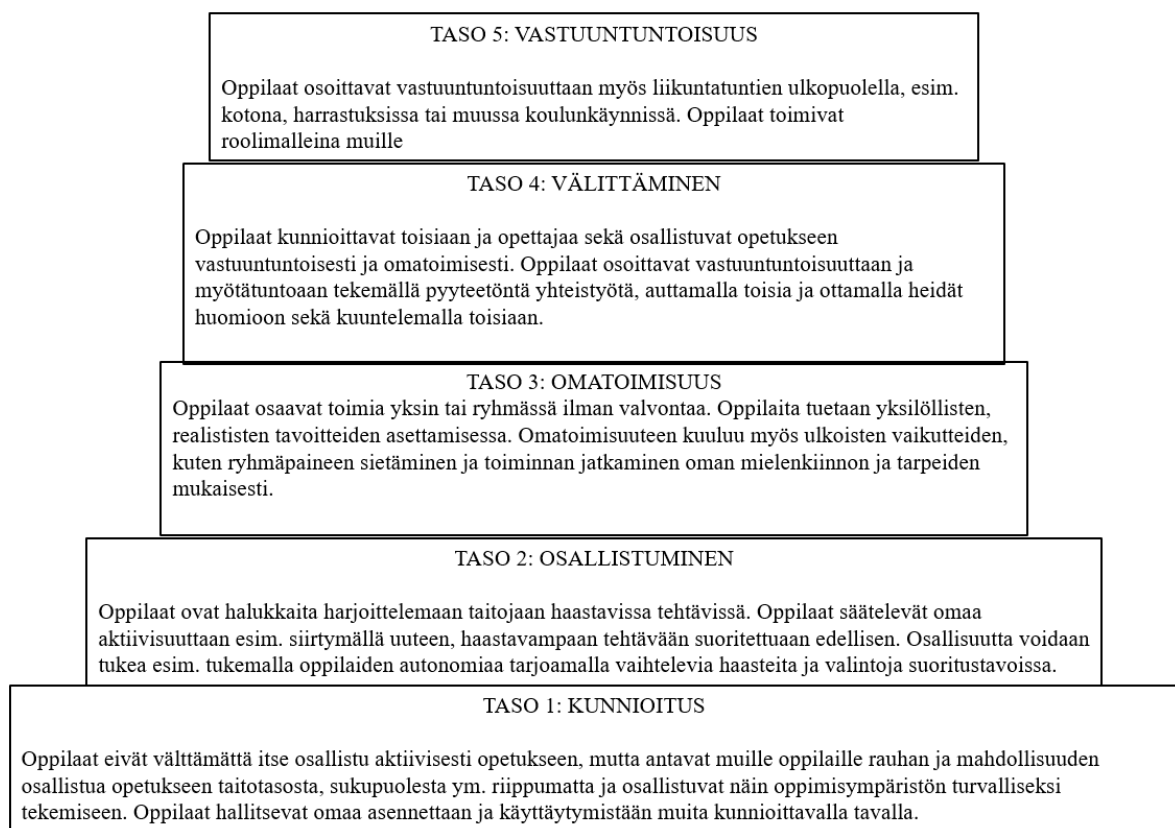 TASO 5: VASTUUNTUNTOISUUS
Oppilaat osoittavat vastuuntuntoisuuttaan myös liikuntatuntien ulkopuolella, esim.
kotona, harrastuksissa tai muussa koulunkäynnissä. Oppilaat toimivat
roolimalleina muille
TASO 4: VÄLITTÄMINEN
Oppilaat kunnioittavat toisiaan ja opettajaa sekä osallistuvat opetukseen
vastuuntuntoisesti ja omatoimisesti. Oppilaat osoittavat vastuuntuntoisuuttaan ja
myötätuntoaan tekemällä pyyteetöntä yhteistyötä, auttamalla toisia ja ottamalla heidät
huomioon sekä kuuntelemalla toisiaan.
TASO 3: OMATOIMISUUS
Oppilaat osaavat toimia yksin tai ryhmässä ilman valvontaa. Oppilaita tuetaan yksilöllisten,
realististen tavoitteiden asettamisessa. Omatoimisuuteen kuuluu myös ulkoisten vaikutteiden,
kuten ryhmäpaineen sietäminen ja toiminnan jatkaminen oman mielenkiinnon ja tarpeiden
mukaisesti.
TASO 2: OSALLISTUMINEN
Oppilaat ovat halukkaita harjoittelemaan taitojaan haastavissa tehtävissä. Oppilaat säätelevät omaa
aktiivisuuttaan esim. siirtymällä uuteen, haastavampaan tehtävään suoritettuaan edellisen. Osallisuutta voidaan
tukea esim. tukemalla oppilaiden autonomiaa tarjoamalla vaihtelevia haasteita ja valintoja suoritustavoissa.
TASO 1: KUNNIOITUS
Oppilaat eivät välttämättä itse osallistu aktiivisesti opetukseen, mutta antavat muille oppilaille rauhan ja mahdollisuuden
osallistua opetukseen taitotasosta, sukupuolesta ym. riippumatta ja osallistuvat näin oppimisympäristön turvalliseksi
tekemiseen. Oppilaat hallitsevat omaa asennettaan ja käyttäytymistään muita kunnioittavalla tavalla.